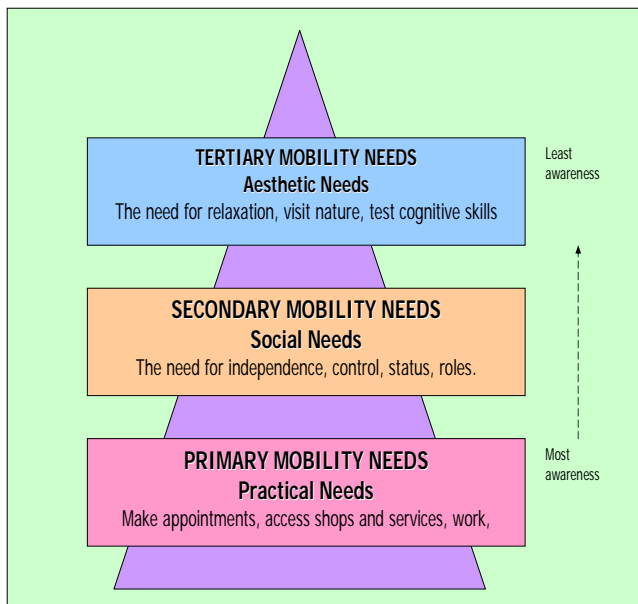 TERTIARY MOBILITY NEEDS
Aesthetic Needs
The need for relaxation, visit nature, test cognitive skills
Least
awareness
SECONDARY MOBILITY NEEDS
Social Needs
The need for independence, control, status, roles.
PRIMARY MOBILITY NEEDS
Practical Needs
Make appointments, access shops and services, work,
Most
awareness